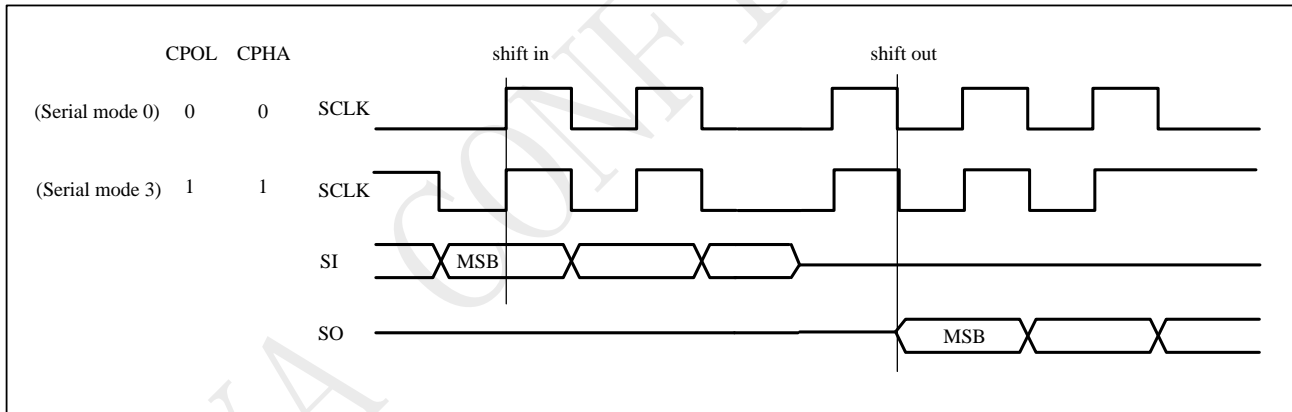 CPOL CPHA shift in shift out
(Serial mode 0) 0 0 SCLK
(Serial mode 3) 1 1 SCLK
SI MSB
SO MSB